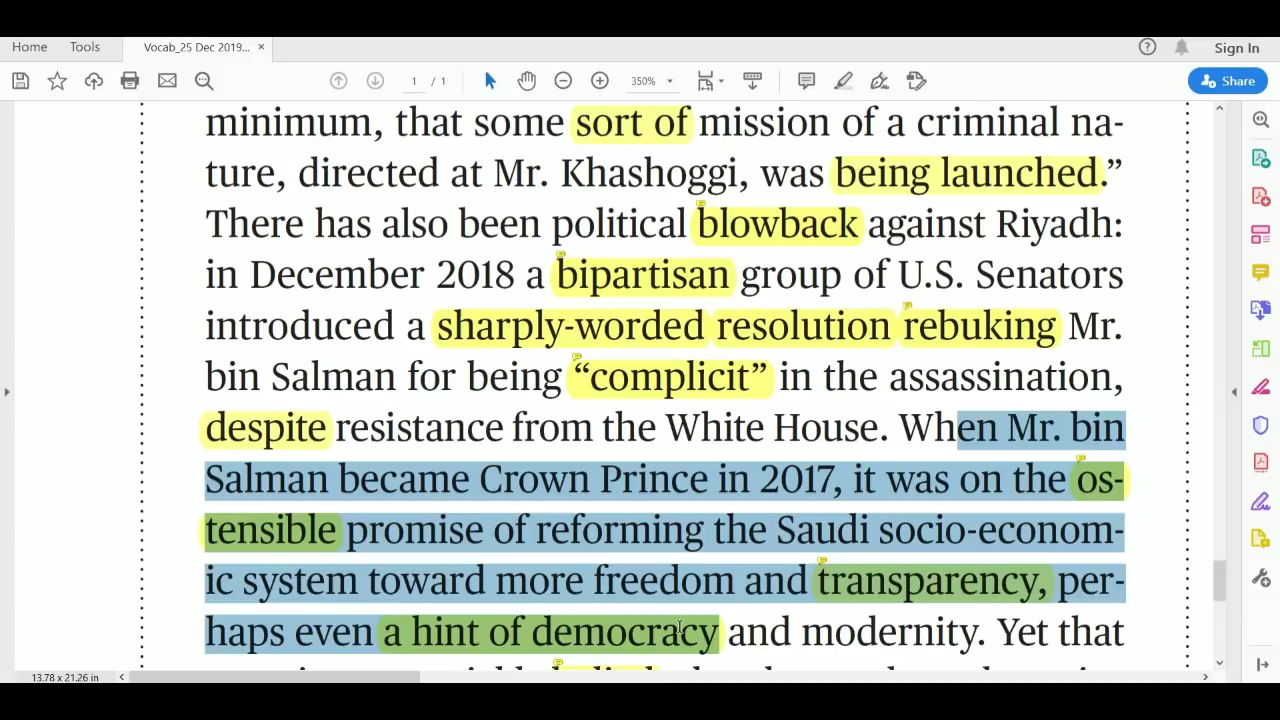 Home Tools Vocab_25 Dec 2019... × Sign In
1 / 1 350% Share
minimum, that some sort of mission of a criminal na-
ture, directed at Mr. Khashoggi, was being launched.”
There has also been political blowback against Riyadh:
in December 2018 a bipartisan group of U.S. Senators
introduced a sharply-worded resolution rebuking Mr.
bin Salman for being “complicit” in the assassination,
despite resistance from the White House. When Mr. bin
Salman became Crown Prince in 2017, it was on the os-
tensible promise of reforming the Saudi socio-econom-
ic system toward more freedom and transparency, per-
haps even a hint of democracy and modernity. Yet that
13.78 x 21.26 in